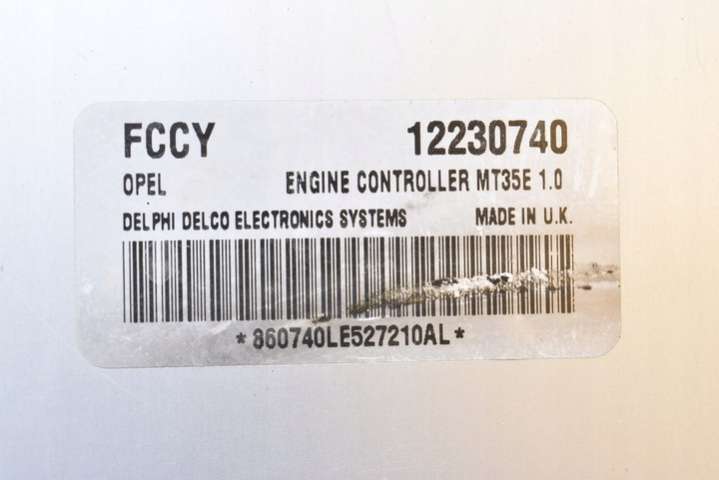 FCCY 12230740
OPEL ENGINE CONTROLLER MT35E 1.0
DELPHI DELCO ELECTRONICS SYSTEMS MADE IN U.K.
*860740LE527210AL*